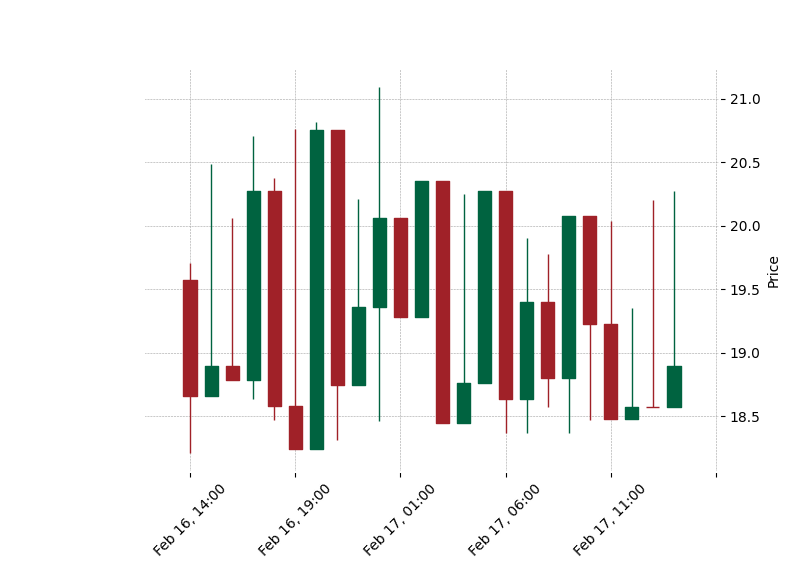 21.0
20.5
20.0
19.5
19.0
18.5
Price
Feb 16, 14:00
Feb 16, 19:00
Feb 17, 01:00
Feb 17, 06:00
Feb 17, 11:00